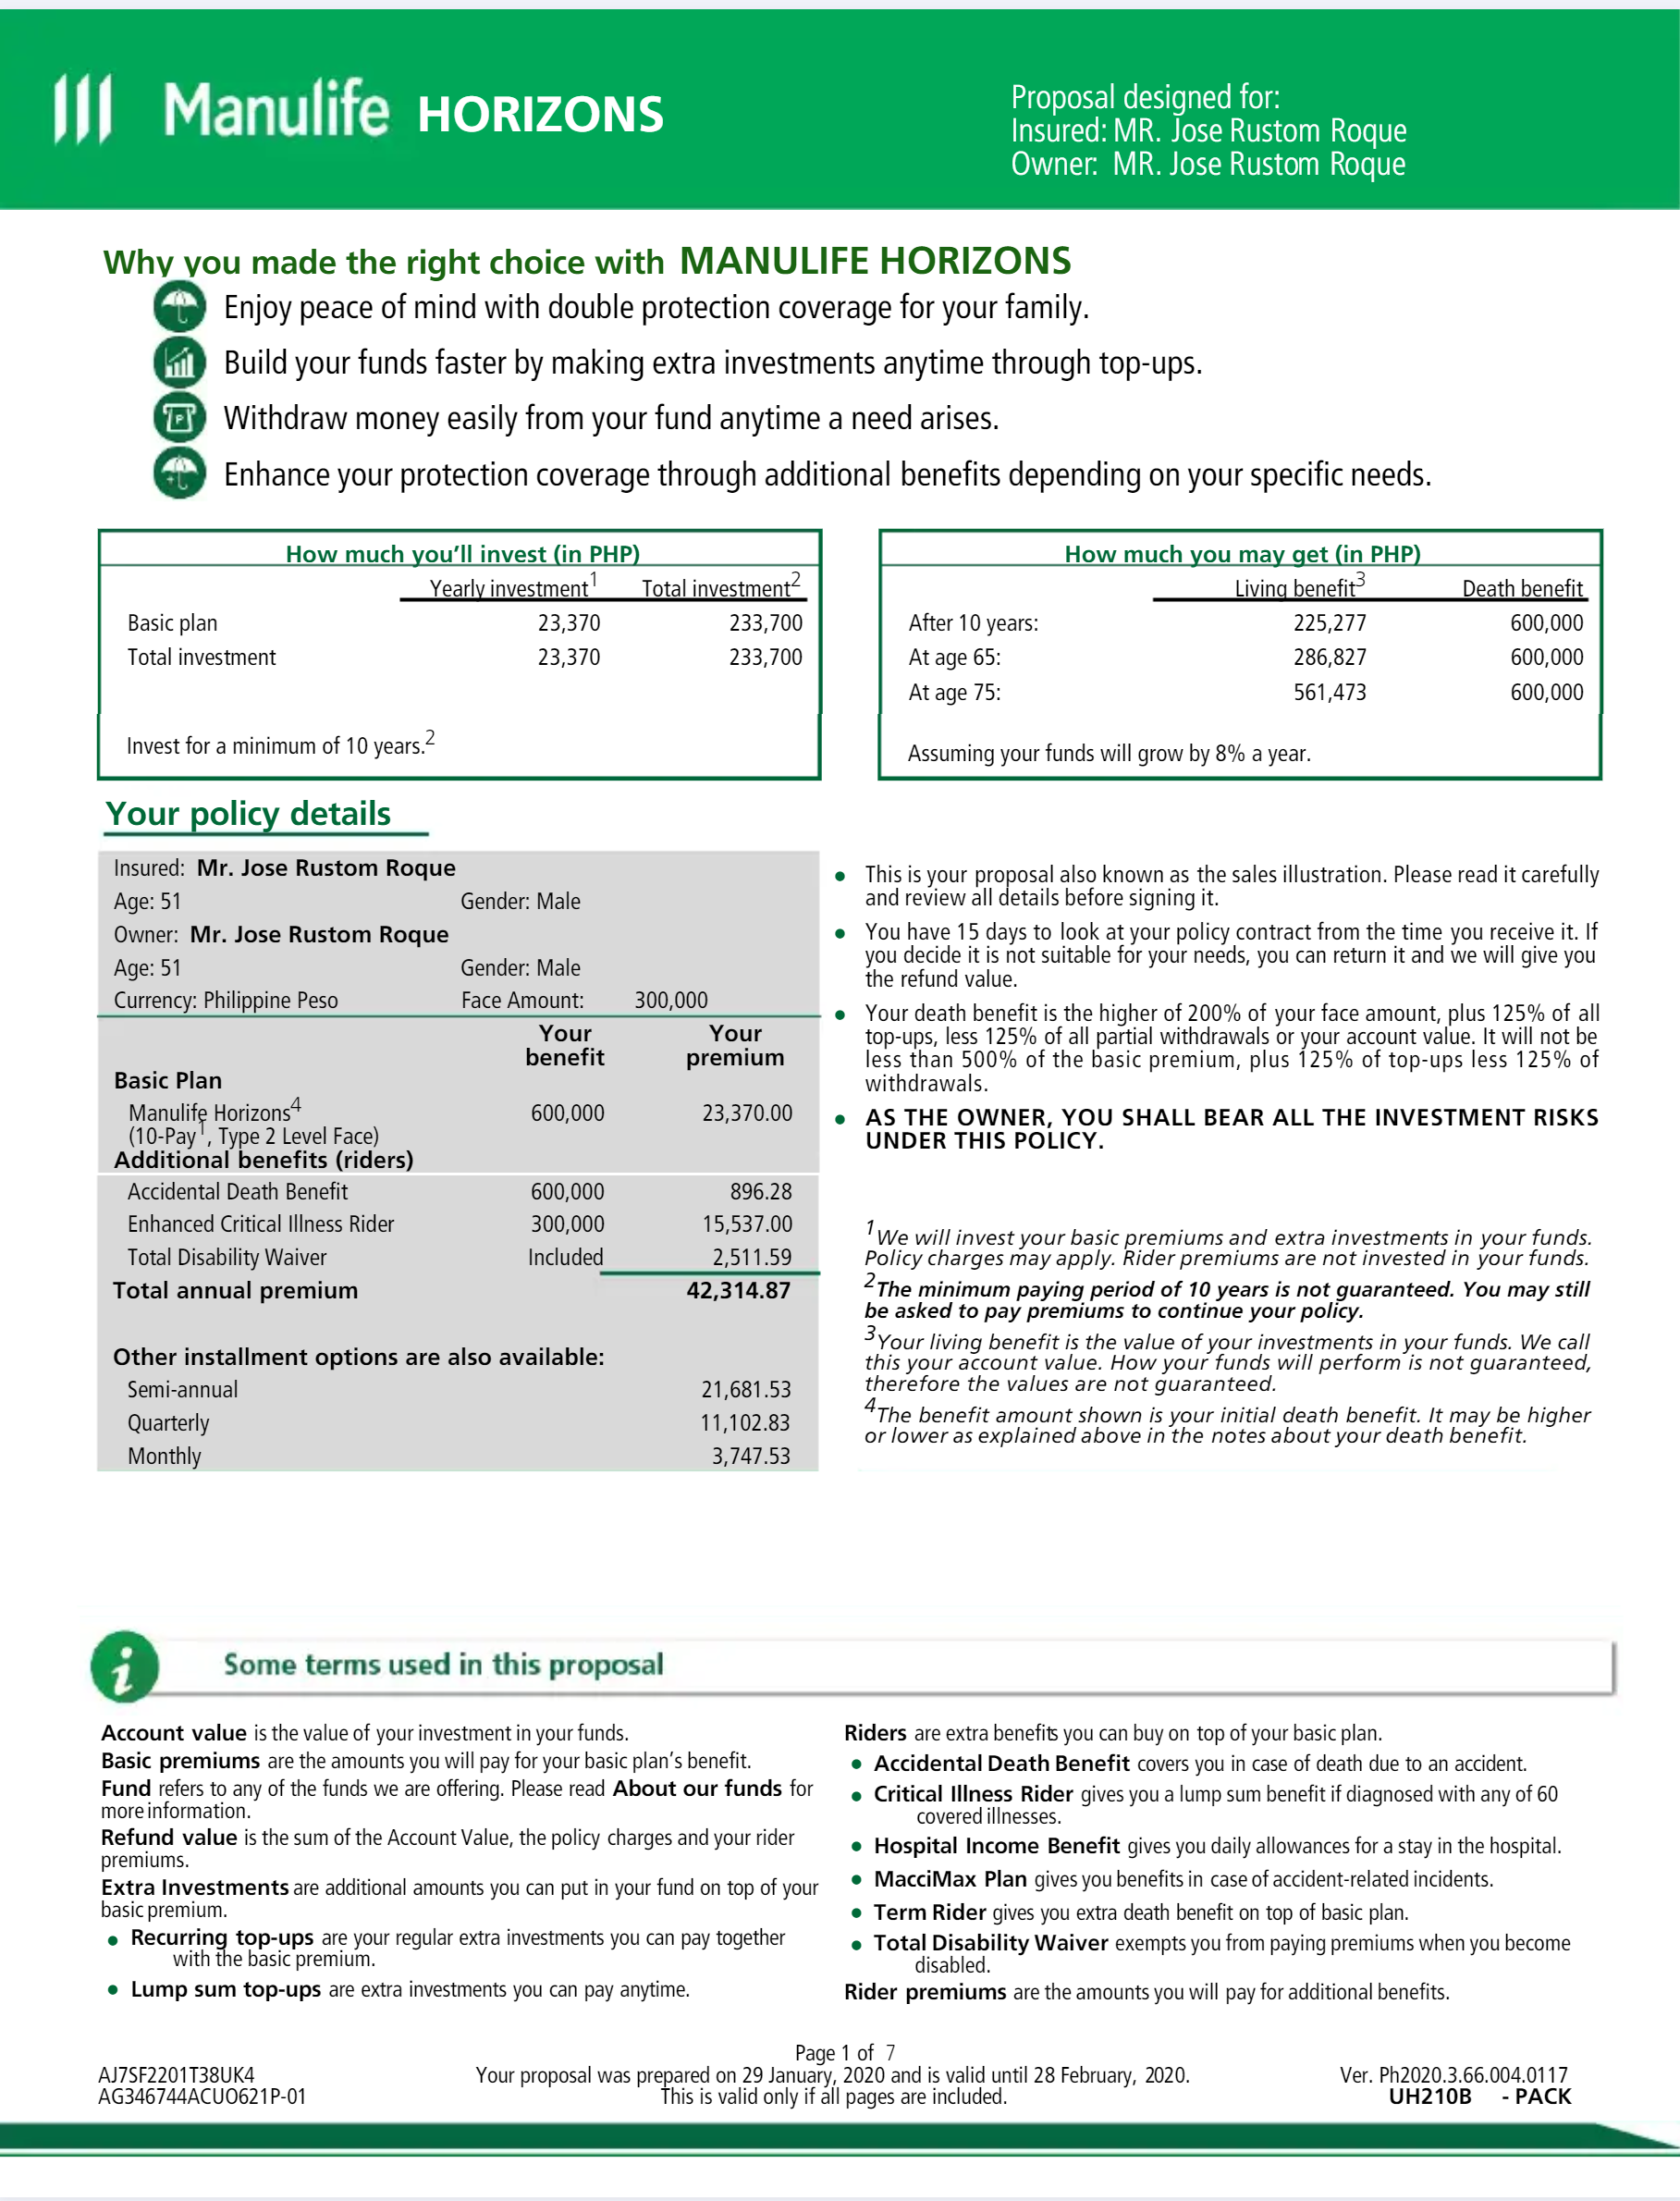 Manulife HORIZONS
Proposal designed for:
Insured: MR. Jose Rustom Roque
Owner: MR. Jose Rustom Roque
Why you made the right choice with MANULIFE HORIZONS
Enjoy peace of mind with double protection coverage for your family.
Build your funds faster by making extra investments anytime through top-ups.
P
Withdraw money easily from your fund anytime a need arises.
Enhance your protection coverage through additional benefits depending on your specific needs.
How much you'll invest (in PHP)
Yearly investment1 Total investment2
Basic plan 23,370 233,700
Total investment 23,370 233,700
Invest for a minimum of 10 years.2
How much you may get (in PHP)
Living benefit3 Death benefit
After 10 years: 225,277 600,000
At age 65: 286,827 600,000
At age 75: 561,473 600,000
Assuming your funds will grow by 8% a year.
Your policy details
Insured: Mr. Jose Rustom Roque
Age: 51 Gender: Male
Owner: Mr. Jose Rustom Roque
Age: 51 Gender: Male
Currency: Philippine Peso Face Amount: 300,000
Your Your
benefit premium
Basic Plan
Manulife Horizons4 600,000 23,370.00
(10-Pay1, Type 2 Level Face)
Additional benefits (riders)
Accidental Death Benefit 600,000 896.28
Enhanced Critical Illness Rider 300,000 15,537.00
Total Disability Waiver Included 2,511.59
Total annual premium 42,314.87
Other installment options are also available:
Semi-annual 21,681.53
Quarterly 11,102.83
Monthly 3,747.53
• This is your proposal also known as the sales illustration. Please read it carefully
and review all details before signing it.
• You have 15 days to look at your policy contract from the time you receive it. If
you decide it is not suitable for your needs, you can return it and we will give you
the refund value.
• Your death benefit is the higher of 200% of your face amount, plus 125% of all
top-ups, less 125% of all partial withdrawals or your account value. It will not be
less than 500% of the basic premium, plus 125% of top-ups less 125% of
withdrawals.
• AS THE OWNER, YOU SHALL BEAR ALL THE INVESTMENT RISKS
UNDER THIS POLICY.
1We will invest your basic premiums and extra investments in your funds.
Policy charges may apply. Rider premiums are not invested in your funds.
2The minimum paying period of 10 years is not guaranteed. You may still
be asked to pay premiums to continue your policy.
3Your living benefit is the value of your investments in your funds. We call
this your account value. How your funds will perform is not guaranteed,
therefore the values are not guaranteed.
4The benefit amount shown is your initial death benefit. It may be higher
or lower as explained above in the notes about your death benefit.
i
Some terms used in this proposal
Account value is the value of your investment in your funds.
Basic premiums are the amounts you will pay for your basic plan's benefit.
Fund refers to any of the funds we are offering. Please read About our funds for
more information.
Refund value is the sum of the Account Value, the policy charges and your rider
premiums.
Extra Investments are additional amounts you can put in your fund on top of your
basic premium.
• Recurring top-ups are your regular extra investments you can pay together
with the basic premium.
• Lump sum top-ups are extra investments you can pay anytime.
Riders are extra benefits you can buy on top of your basic plan.
• Accidental Death Benefit covers you in case of death due to an accident.
• Critical Illness Rider gives you a lump sum benefit if diagnosed with any of 60
covered illnesses.
• Hospital Income Benefit gives you daily allowances for a stay in the hospital.
• MacciMax Plan gives you benefits in case of accident-related incidents.
• Term Rider gives you extra death benefit on top of basic plan.
• Total Disability Waiver exempts you from paying premiums when you become
disabled.
Rider premiums are the amounts you will pay for additional benefits.
Page 1 of 7
AJ7SF2201T38UK4 Your proposal was prepared on 29 January, 2020 and is valid until 28 February, 2020. Ver. Ph2020.3.66.004.0117
AG346744ACUO621P-01 This is valid only if all pages are included. UH210B - PACK